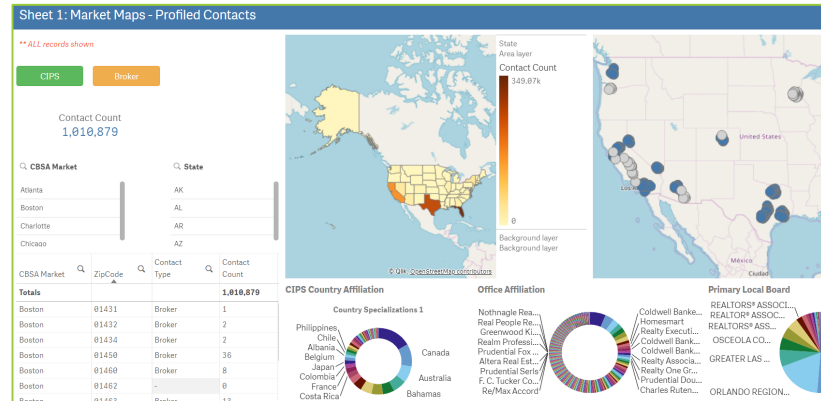 Sheet 1: Market Maps - Profiled Contacts
** ALL records shown
CIPS
Broker
Contact Count
1,010,879
CBSA Market
State
Atlanta
AK
Boston
AL
Charlotte
AR
Chicago
AZ
CBSA Market
ZipCode
Contact Type
Contact Count
Totals
1,010,879
Boston 01431 Broker 1
Boston 01432 Broker 2
Boston 01434 Broker 2
Boston 01450 Broker 36
Boston 01460 Broker 8
Boston 01462 - 0
Boston 01463 Broker 13
State
Area layer
Contact Count
349.07k
0
Background layer
Background layer
© Qlik, OpenStreetMap contributors
United States
Los
México
Ciudad
CIPS Country Affiliation
Country Specializations 1
Philippines
Chile
Albania
Belgium
Japan
Colombia
France
Costa Rica
Canada
Australia
Bahamas
Office Affiliation
Nothnagle Rea...
Real People Re...
Greenwood Ki...
Realm Professi...
Prudential Fox ...
Altera Real Est...
Prudential Serls
F. C. Tucker Co...
Re/Max Accord
Coldwell Banke...
Homesmart
Realty Executi...
Coldwell Bank...
Coldwell Bank...
Realty Associa...
Realty One Gr...
Prudential Dou...
Charles Ruten...
Primary Local Board
REALTORS® ASSOCI...
REALTOR® ASSOC...
REALTORS® ASS...
OSCEOLA CO...
GREATER LAS ...
ORLANDO REGION...